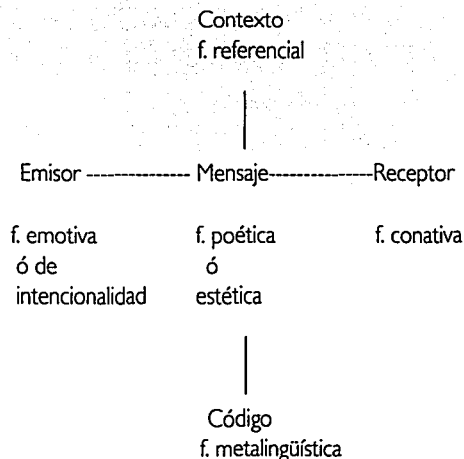 Contexto
f. referencial
Emisor --------------- Mensaje---------------Receptor
f. emotiva f. poética f. conativa
ó de ó
intencionalidad estética
Código
f. metalingüística